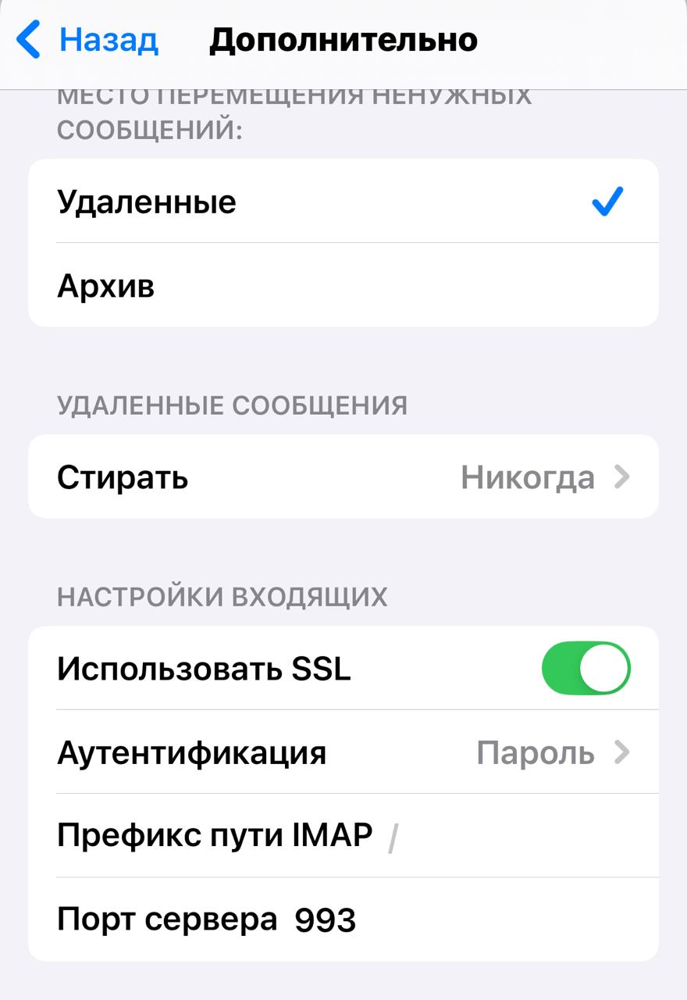 Назад Дополнительно
МЕСТО ПЕРЕМЕЩЕНИЯ НЕНУЖНЫХ
СООБЩЕНИЙ:
Удаленные
Архив
УДАЛЕННЫЕ СООБЩЕНИЯ
Стирать Никогда
НАСТРОЙКИ ВХОДЯЩИХ
Использовать SSL
Аутентификация Пароль
Префикс пути IMAP /
Порт сервера 993